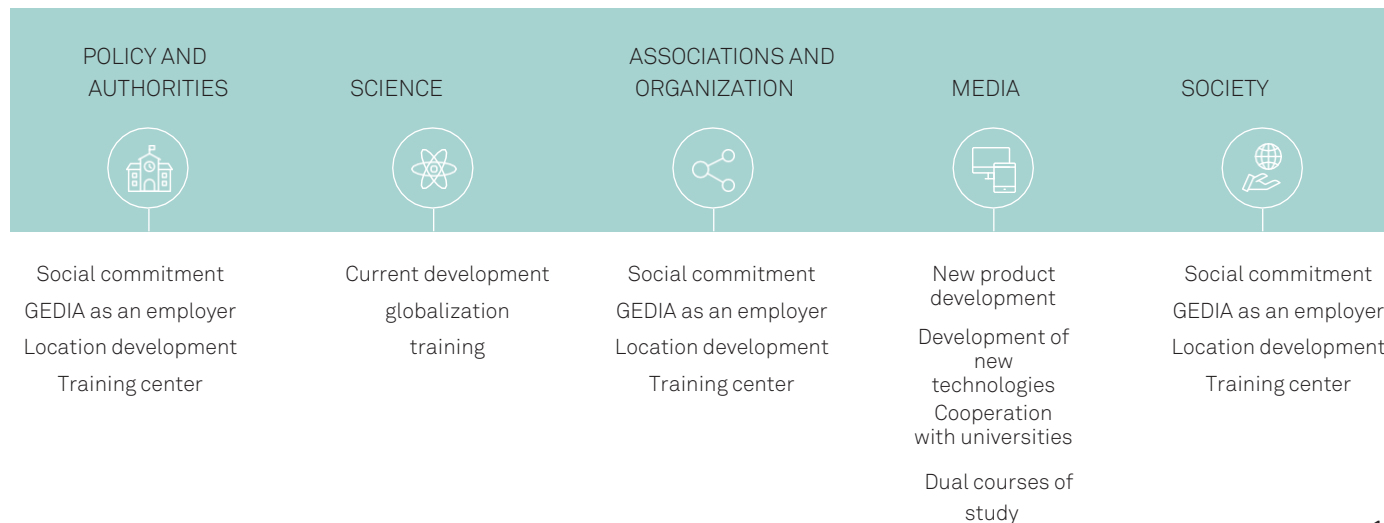 POLICY AND
AUTHORITIES
SCIENCE
ASSOCIATIONS AND
ORGANIZATION
MEDIA
SOCIETY
Social commitment
GEDIA as an employer
Location development
Training center
Current development
globalization
training
Social commitment
GEDIA as an employer
Location development
Training center
New product
development
Development of
new
technologies
Cooperation
with universities
Dual courses of
study
Social commitment
GEDIA as an employer
Location development
Training center